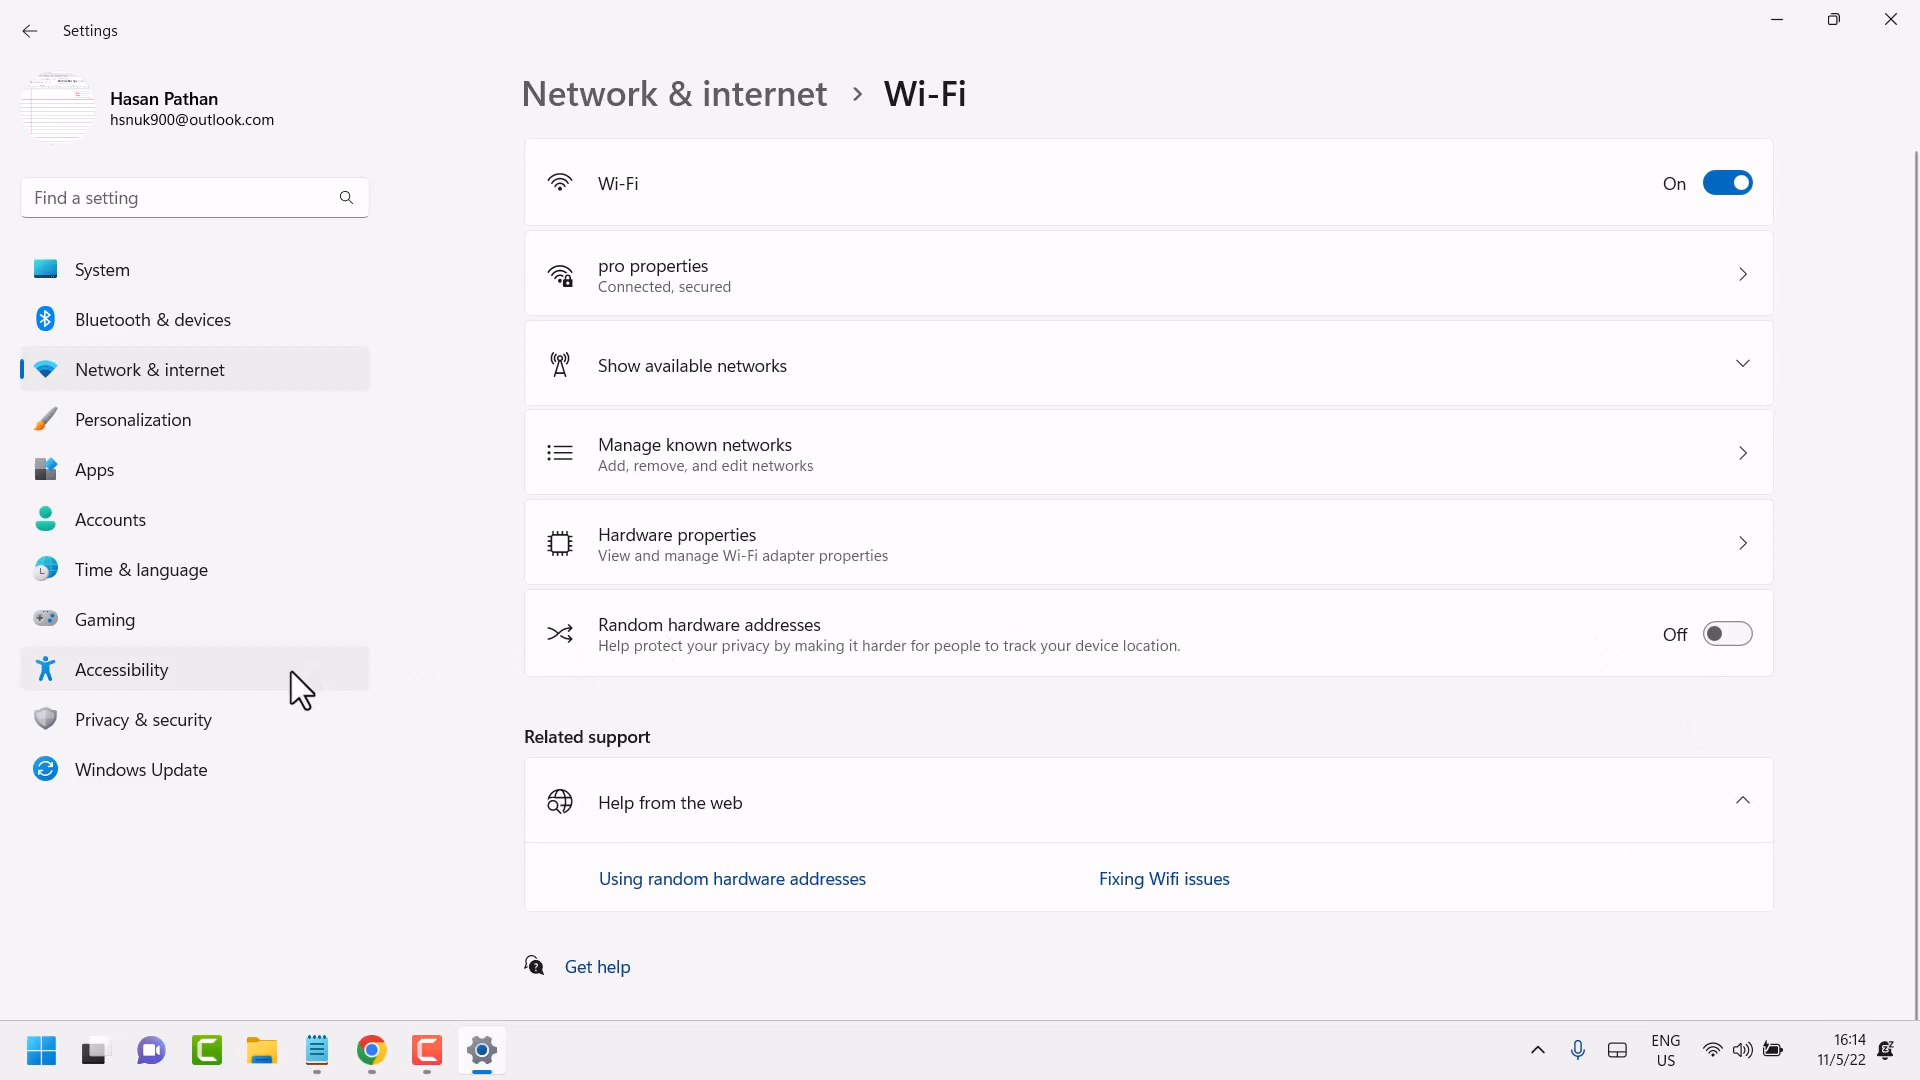 Settings
Hasan Pathan
hsnuk900@outlook.com
Find a setting
System
Bluetooth & devices
Network & internet
Personalization
Apps
Accounts
Time & language
Gaming
Accessibility
Privacy & security
Windows Update
Network & internet > Wi-Fi
Wi-Fi
On
pro properties
Connected, secured
Show available networks
Manage known networks
Add, remove, and edit networks
Hardware properties
View and manage Wi-Fi adapter properties
Random hardware addresses
Help protect your privacy by making it harder for people to track your device location.
Off
Related support
Help from the web
Using random hardware addresses
Fixing Wifi issues
Get help
ENG
US
16:14
11/5/22